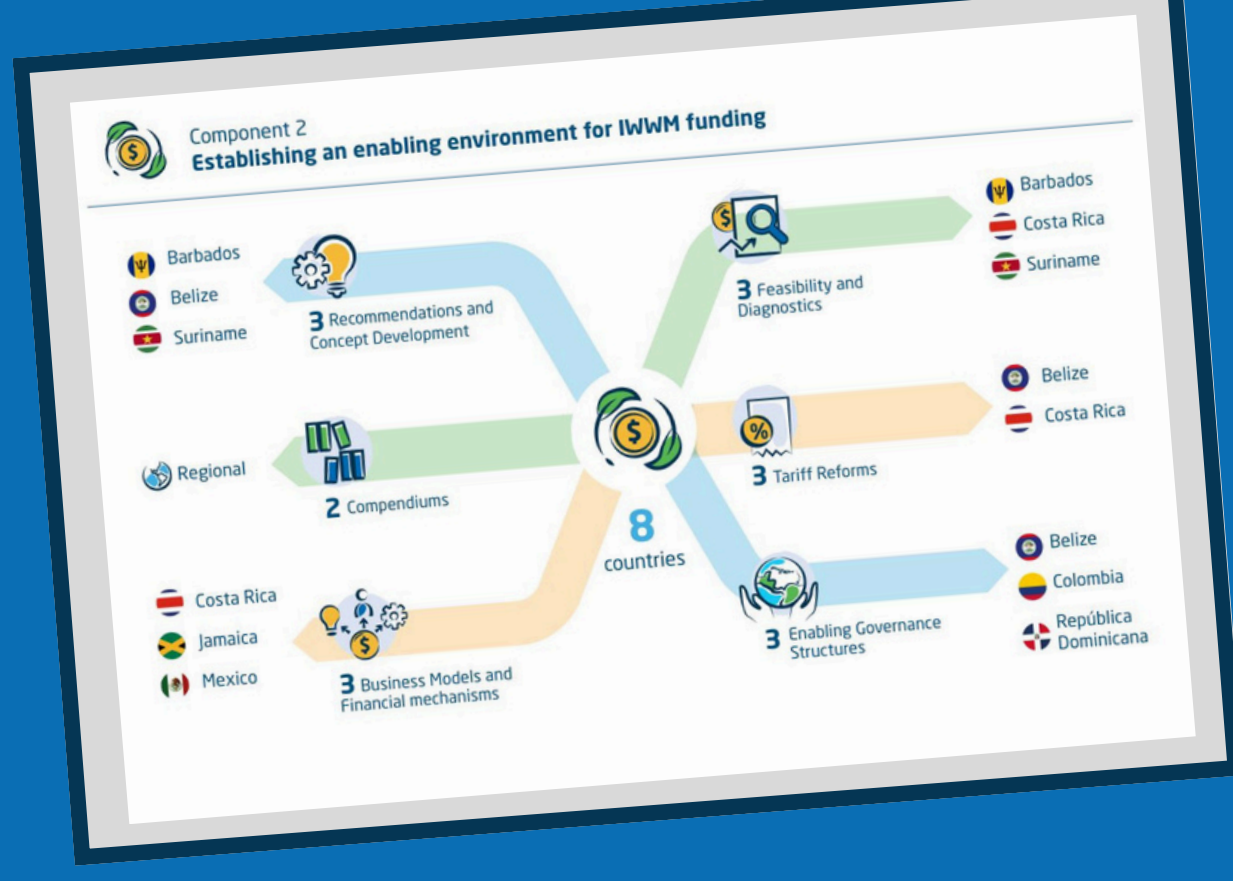 Component 2
Establishing an enabling environment for IWWM funding
Barbados
Belize
Suriname
3 Recommendations and
Concept Development
Regional
2 Compendiums
Costa Rica
Jamaica
Mexico
3 Business Models and
Financial mechanisms
$
8
countries
$
3 Feasibility and
Diagnostics
Barbados
Costa Rica
Suriname
%
3 Tariff Reforms
Belize
Costa Rica
3 Enabling Governance
Structures
Belize
Colombia
República
Dominicana